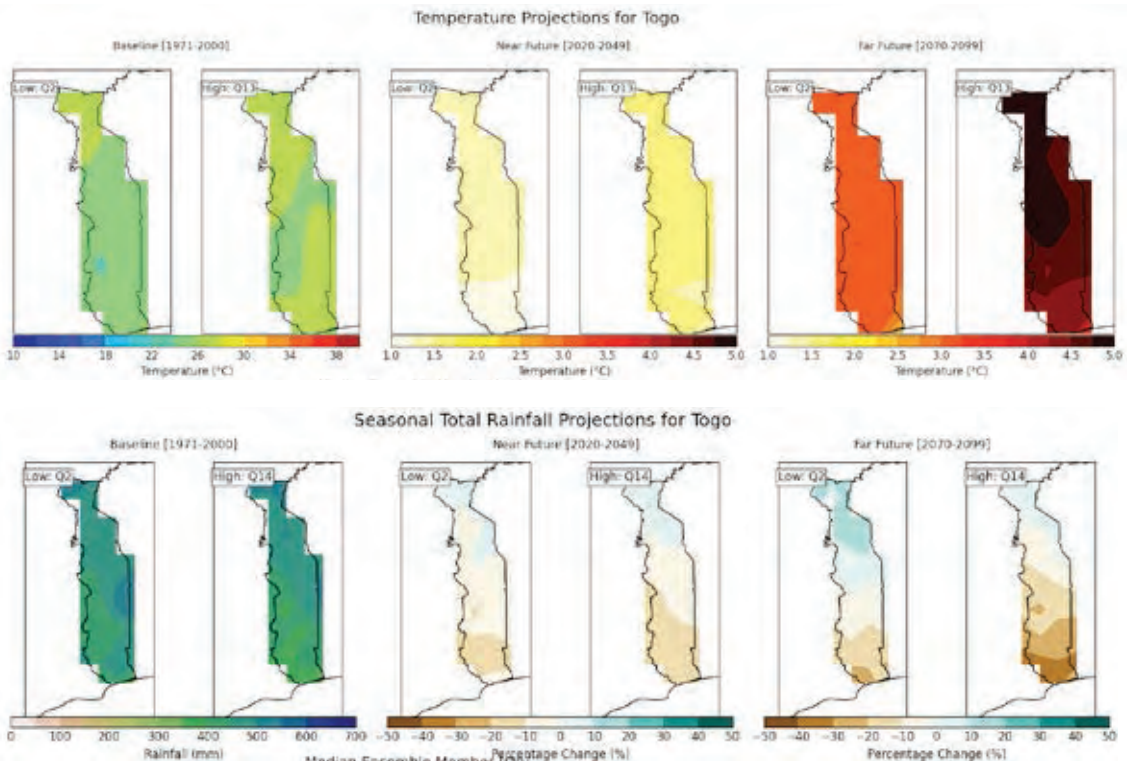 Temperature Projections for Togo
Baseline [1971-2000]
Near Future [2020-2049]
Far Future [2070-2099]
Low: Q2
High: Q13
Low: Q2
High: Q13
Low: Q2
High: Q13
10 14 18 22 26 30 34 38
1.0 1.5 2.0 2.5 3.0 3.5 4.0 4.5 5.0
1.0 1.5 2.0 2.5 3.0 3.5 4.0 4.5 5.0
Temperature (°C)
Temperature (°C)
Temperature (°C)
Seasonal Total Rainfall Projections for Togo
Baseline [1971-2000]
Near Future [2020-2049]
Far Future [2070-2099]
Low: Q2
High: Q14
Low: Q2
High: Q14
Low: Q2
High: Q14
0 100 200 300 400 500 600 700
−50 −40 −30 −20 −10 0 10 20 30 40 50
−50 −40 −30 −20 −10 0 10 20 30 40 50
Rainfall (mm)
Percentage Change (%)
Percentage Change (%)
Median Ensemble Member